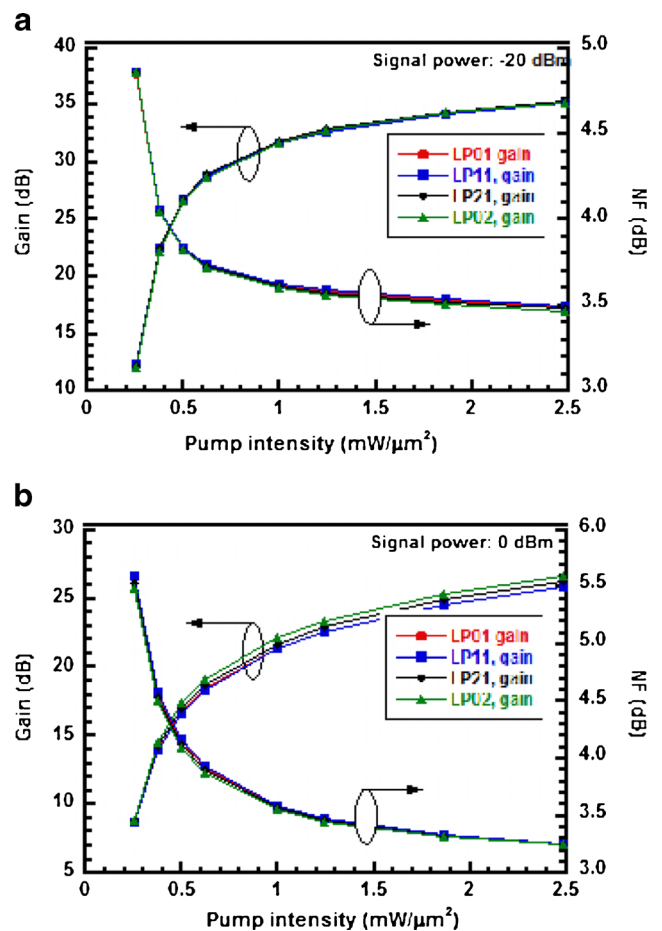 a
Signal power: -20 dBm
40
35
30
25
20
15
10
Gain (dB)
5.0
4.5
4.0
3.5
3.0
NF (dB)
LP01 gain
LP11, gain
LP21, gain
LP02, gain
0
0.5
1
1.5
2
2.5
Pump intensity (mW/μm²)
b
Signal power: 0 dBm
30
25
20
15
10
5
Gain (dB)
6.0
5.5
5.0
4.5
4.0
3.5
3.0
NF (dB)
LP01 gain
LP11, gain
LP21, gain
LP02, gain
0
0.5
1
1.5
2
2.5
Pump intensity (mW/μm²)